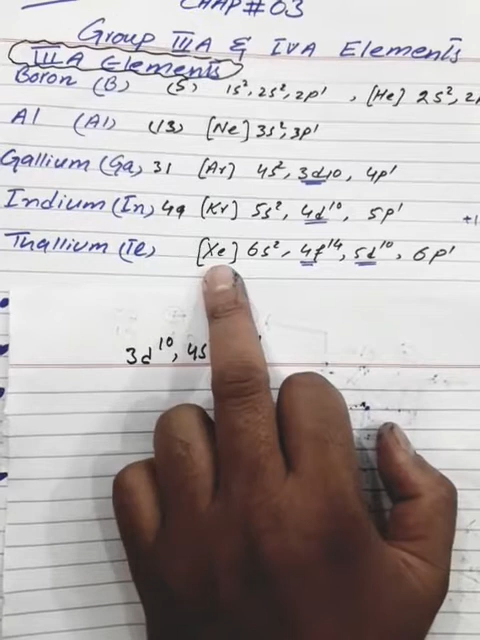 CHAP#03
Group IIIA & IVA Elements
IIIA Elements
Boron (B) (5) 1s², 2s², 2p¹ , [He] 2s², 2p
Al (Al) (13) [Ne] 3s², 3p¹
Gallium (Ga) 31 [Ar] 4s², 3d10, 4p¹
Indium (In) 49 [Kr] 5s², 4d¹⁰, 5p¹ +1
Thallium (Tl) [Xe] 6s², 4f¹⁴, 5d¹⁰, 6p¹
3d¹⁰, 4s